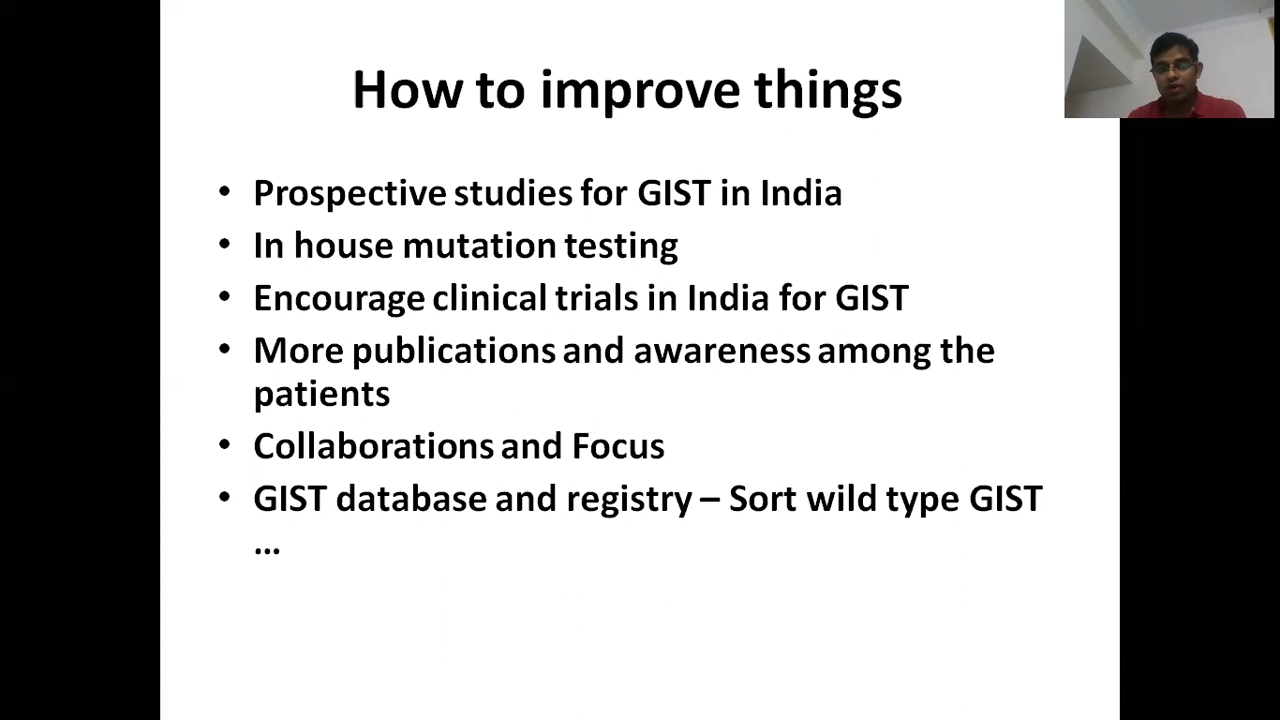 How to improve things
• Prospective studies for GIST in India
• In house mutation testing
• Encourage clinical trials in India for GIST
• More publications and awareness among the
patients
• Collaborations and Focus
• GIST database and registry – Sort wild type GIST
...